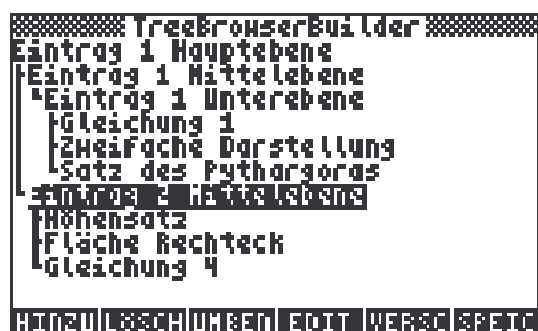 TreeBrowserBuilder
Eintrag 1 Hauptebene
Eintrag 1 Mittelebene
Eintrag 1 Unterebene
Gleichung 1
Zweifache Darstellung
Satz des Pythargoras
Eintrag 2 Mittelebene
Höhensatz
Fläche Rechteck
Gleichung 4
HINZU LÖSCH UMBEN EDIT VERSC SPEIC